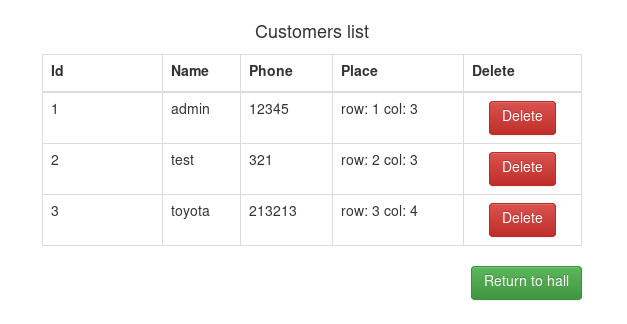 Customers list
Id Name Phone Place Delete
1 admin 12345 row: 1 col: 3 Delete
2 test 321 row: 2 col: 3 Delete
3 toyota 213213 row: 3 col: 4 Delete
Return to hall